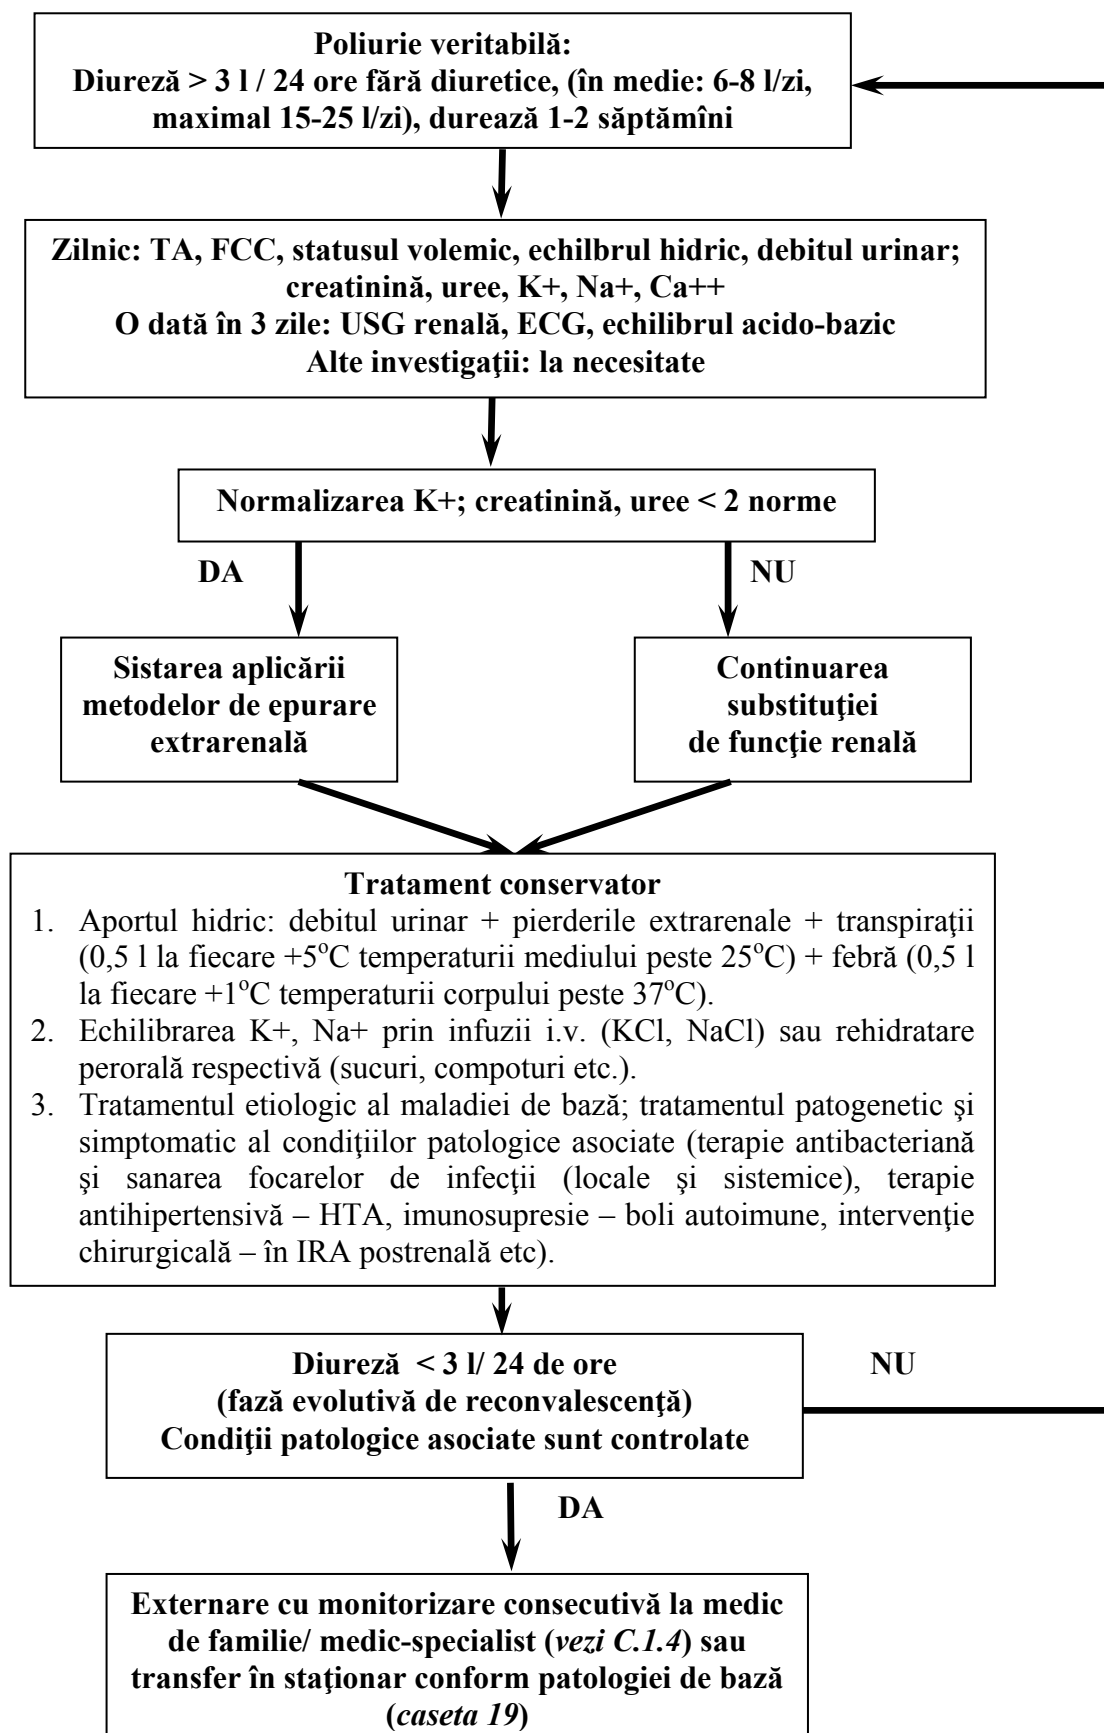 Poliurie veritabilă:
Diureză > 3 l / 24 ore fără diuretice, (în medie: 6-8 l/zi,
maximal 15-25 l/zi), durează 1-2 săptămîni
Zilnic: TA, FCC, statusul volemic, echilbrul hidric, debitul urinar;
creatinină, uree, K+, Na+, Ca++
O dată în 3 zile: USG renală, ECG, echilibrul acido-bazic
Alte investigaţii: la necesitate
Normalizarea K+; creatinină, uree < 2 norme
DA
NU
Sistarea aplicării
metodelor de epurare
extrarenală
Continuarea
substituţiei
de funcţie renală
Tratament conservator
1. Aportul hidric: debitul urinar + pierderile extrarenale + transpiraţii
(0,5 l la fiecare +5°C temperaturii mediului peste 25°C) + febră (0,5 l
la fiecare +1°C temperaturii corpului peste 37°C).
2. Echilibrarea K+, Na+ prin infuzii i.v. (KCl, NaCl) sau rehidratare
perorală respectivă (sucuri, compoturi etc.).
3. Tratamentul etiologic al maladiei de bază; tratamentul patogenetic şi
simptomatic al condiţiilor patologice asociate (terapie antibacteriană
şi sanarea focarelor de infecţii (locale şi sistemice), terapie
antihipertensivă – HTA, imunosupresie – boli autoimune, intervenţie
chirurgicală – în IRA postrenală etc).
Diureză < 3 l/ 24 de ore
(fază evolutivă de reconvalescenţă)
Condiţii patologice asociate sunt controlate
NU
DA
Externare cu monitorizare consecutivă la medic
de familie/ medic-specialist (vezi C.1.4) sau
transfer în staţionar conform patologiei de bază
(caseta 19)